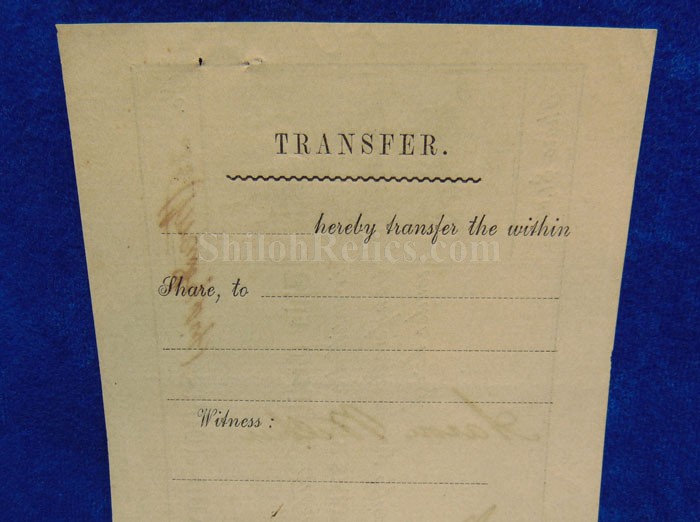 TRANSFER.
hereby transfer the within
ShilohRelics.com
Share, to
Witness: